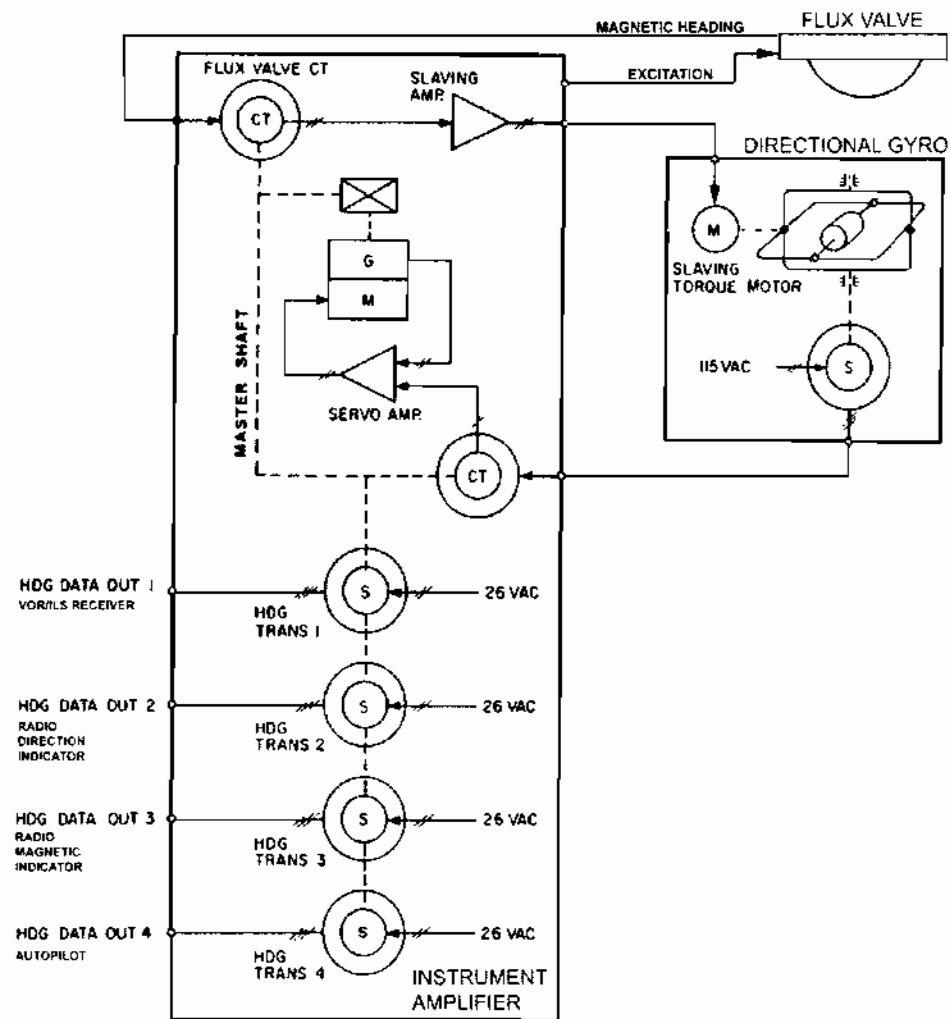 MAGNETIC HEADING
FLUX VALVE
EXCITATION
FLUX VALVE CT
CT
SLAVING
AMP.
DIRECTIONAL GYRO
M
SLAVING
TORQUE MOTOR
115 VAC
S
G
M
MASTER SHAFT
SERVO AMP.
CT
HDG DATA OUT 1
VOR/ILS RECEIVER
HDG
TRANS 1
S
26 VAC
HDG DATA OUT 2
RADIO
DIRECTION
INDICATOR
HDG
TRANS 2
S
26 VAC
HDG DATA OUT 3
RADIO
MAGNETIC
INDICATOR
HDG
TRANS 3
S
26 VAC
HDG DATA OUT 4
AUTOPILOT
HDG
TRANS 4
S
26 VAC
INSTRUMENT
AMPLIFIER